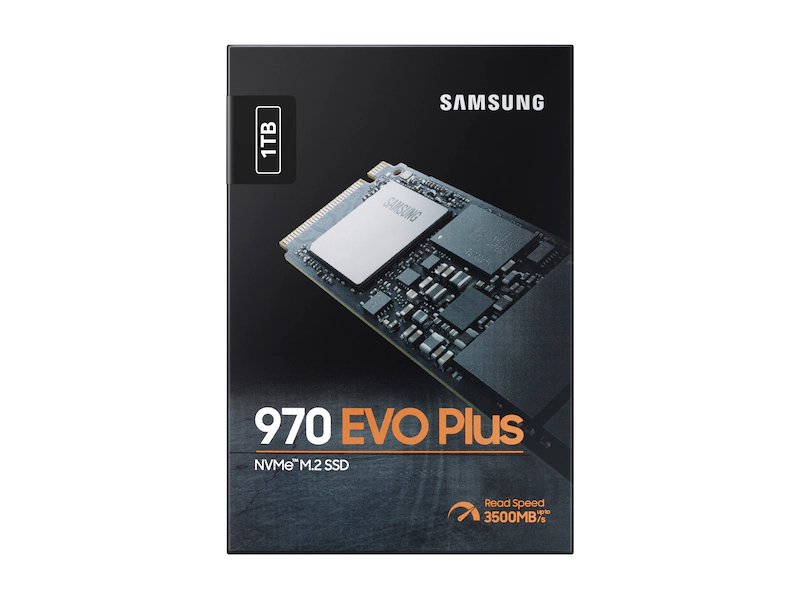 SAMSUNG
1TB
SAMSUNG
970 EVO Plus
NVMe™ M.2 SSD
Read Speed
up to
3500MB/s